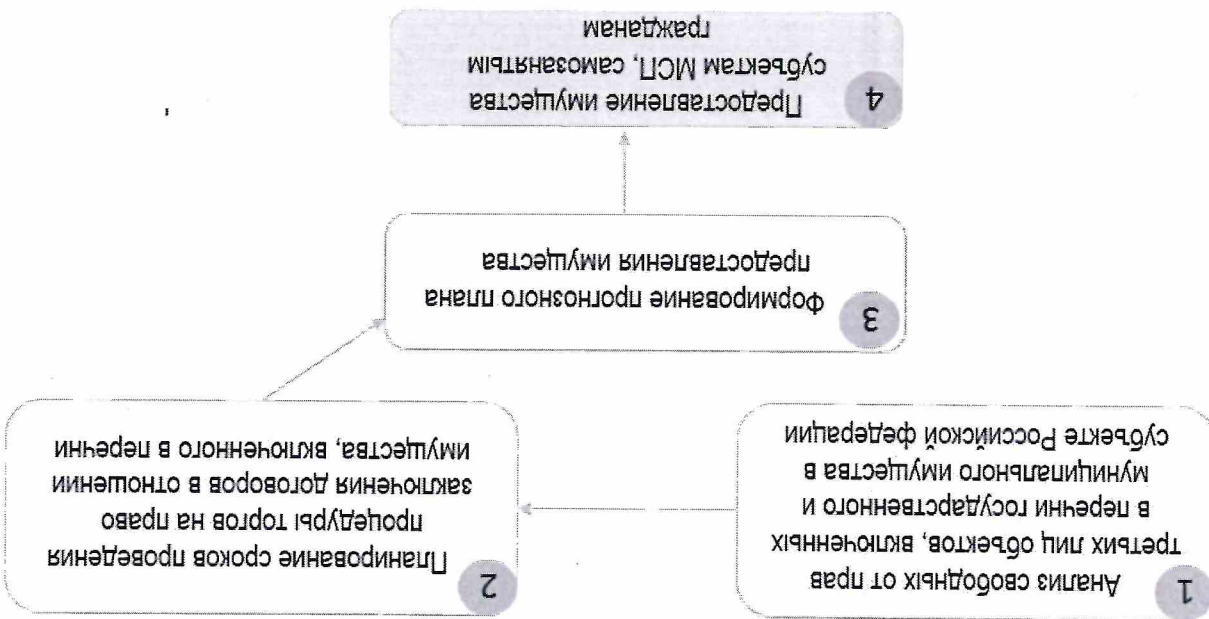 1
Анализ свободных от прав
третьих лиц объектов, включенных
в перечни государственного и
муниципального имущества в
субъекте Российской федерации
2
Планирование сроков проведения
процедуры торгов на право
заключения договоров в отношении
имущества, включенного в перечни
3
Формирование прогнозного плана
предоставления имущества
4
Предоставление имущества
субъектам МСП, самозанятым
гражданам